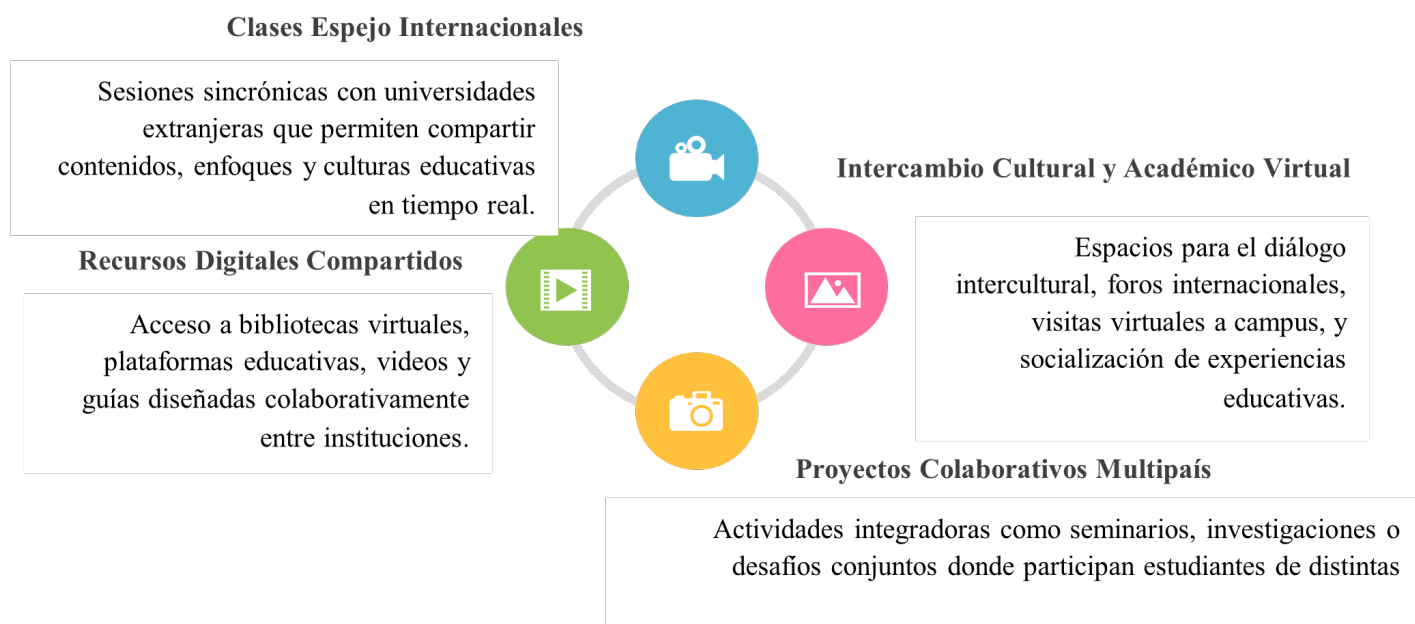 Clases Espejo Internacionales
Sesiones sincrónicas con universidades
extranjeras que permiten compartir
contenidos, enfoques y culturas educativas
en tiempo real.
Intercambio Cultural y Académico Virtual
Espacios para el diálogo
intercultural, foros internacionales,
visitas virtuales a campus, y
socialización de experiencias
educativas.
Recursos Digitales Compartidos
Acceso a bibliotecas virtuales,
plataformas educativas, videos y
guías diseñadas colaborativamente
entre instituciones.
Proyectos Colaborativos Multipaís
Actividades integradoras como seminarios, investigaciones o
desafíos conjuntos donde participan estudiantes de distintas